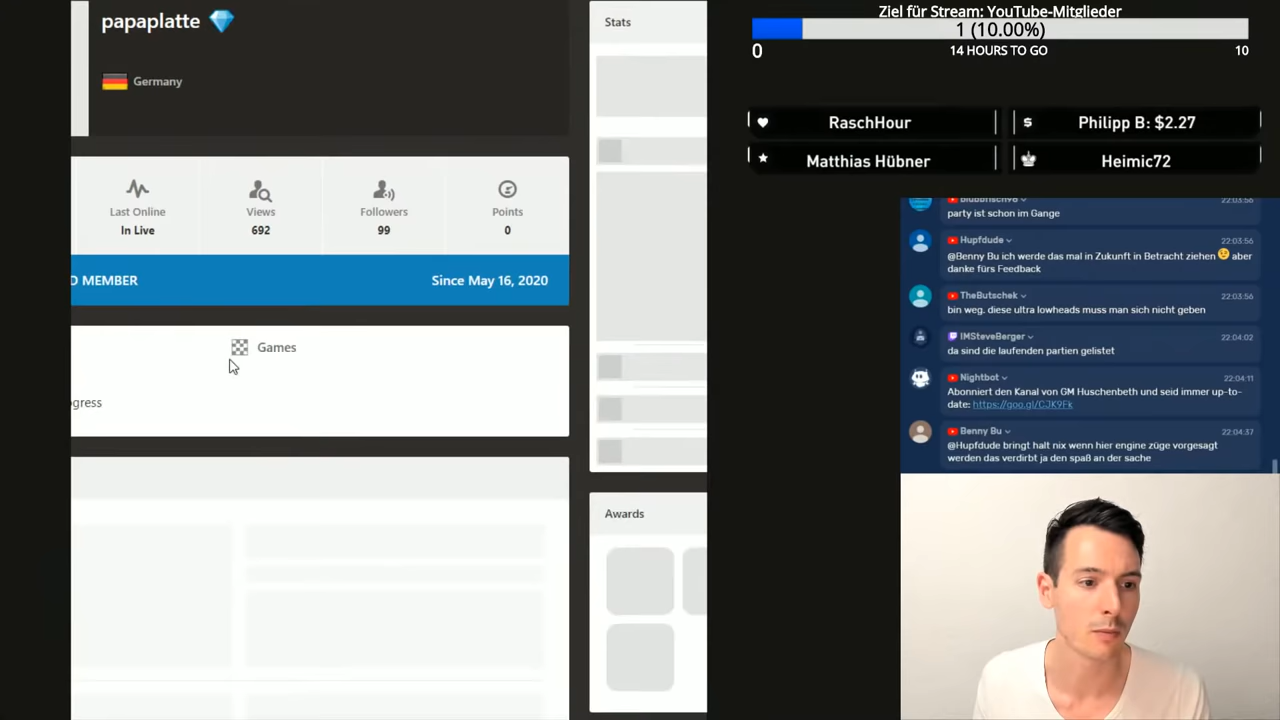 papaplatte
Germany
Last Online
In Live
Views
692
Followers
99
Points
0
D MEMBER
Since May 16, 2020
Games
ogress
Stats
Awards
Ziel für Stream: YouTube-Mitglieder
1 (10.00%)
0
14 HOURS TO GO
10
RaschHour
Philipp B: $2.27
Matthias Hübner
Heimic72
22:03:56
party ist schon im Gange
Hupfdude
22:03:56
@Benny Bu ich werde das mal in Zukunft in Betracht ziehen 😉 aber
danke fürs Feedback
TheButschek
22:03:56
bin weg. diese ultra lowheads muss man sich nicht geben
IMSteveBerger
22:04:02
da sind die laufenden partien gelistet
Nightbot
22:04:11
Abonniert den Kanal von GM Huschenbeth und seid immer up-to-
date: https://goo.gl/CJK9Fk
Benny Bu
22:04:37
@Hupfdude bringt halt nix wenn hier engine züge vorgesagt
werden das verdirbt ja den spaß an der sache